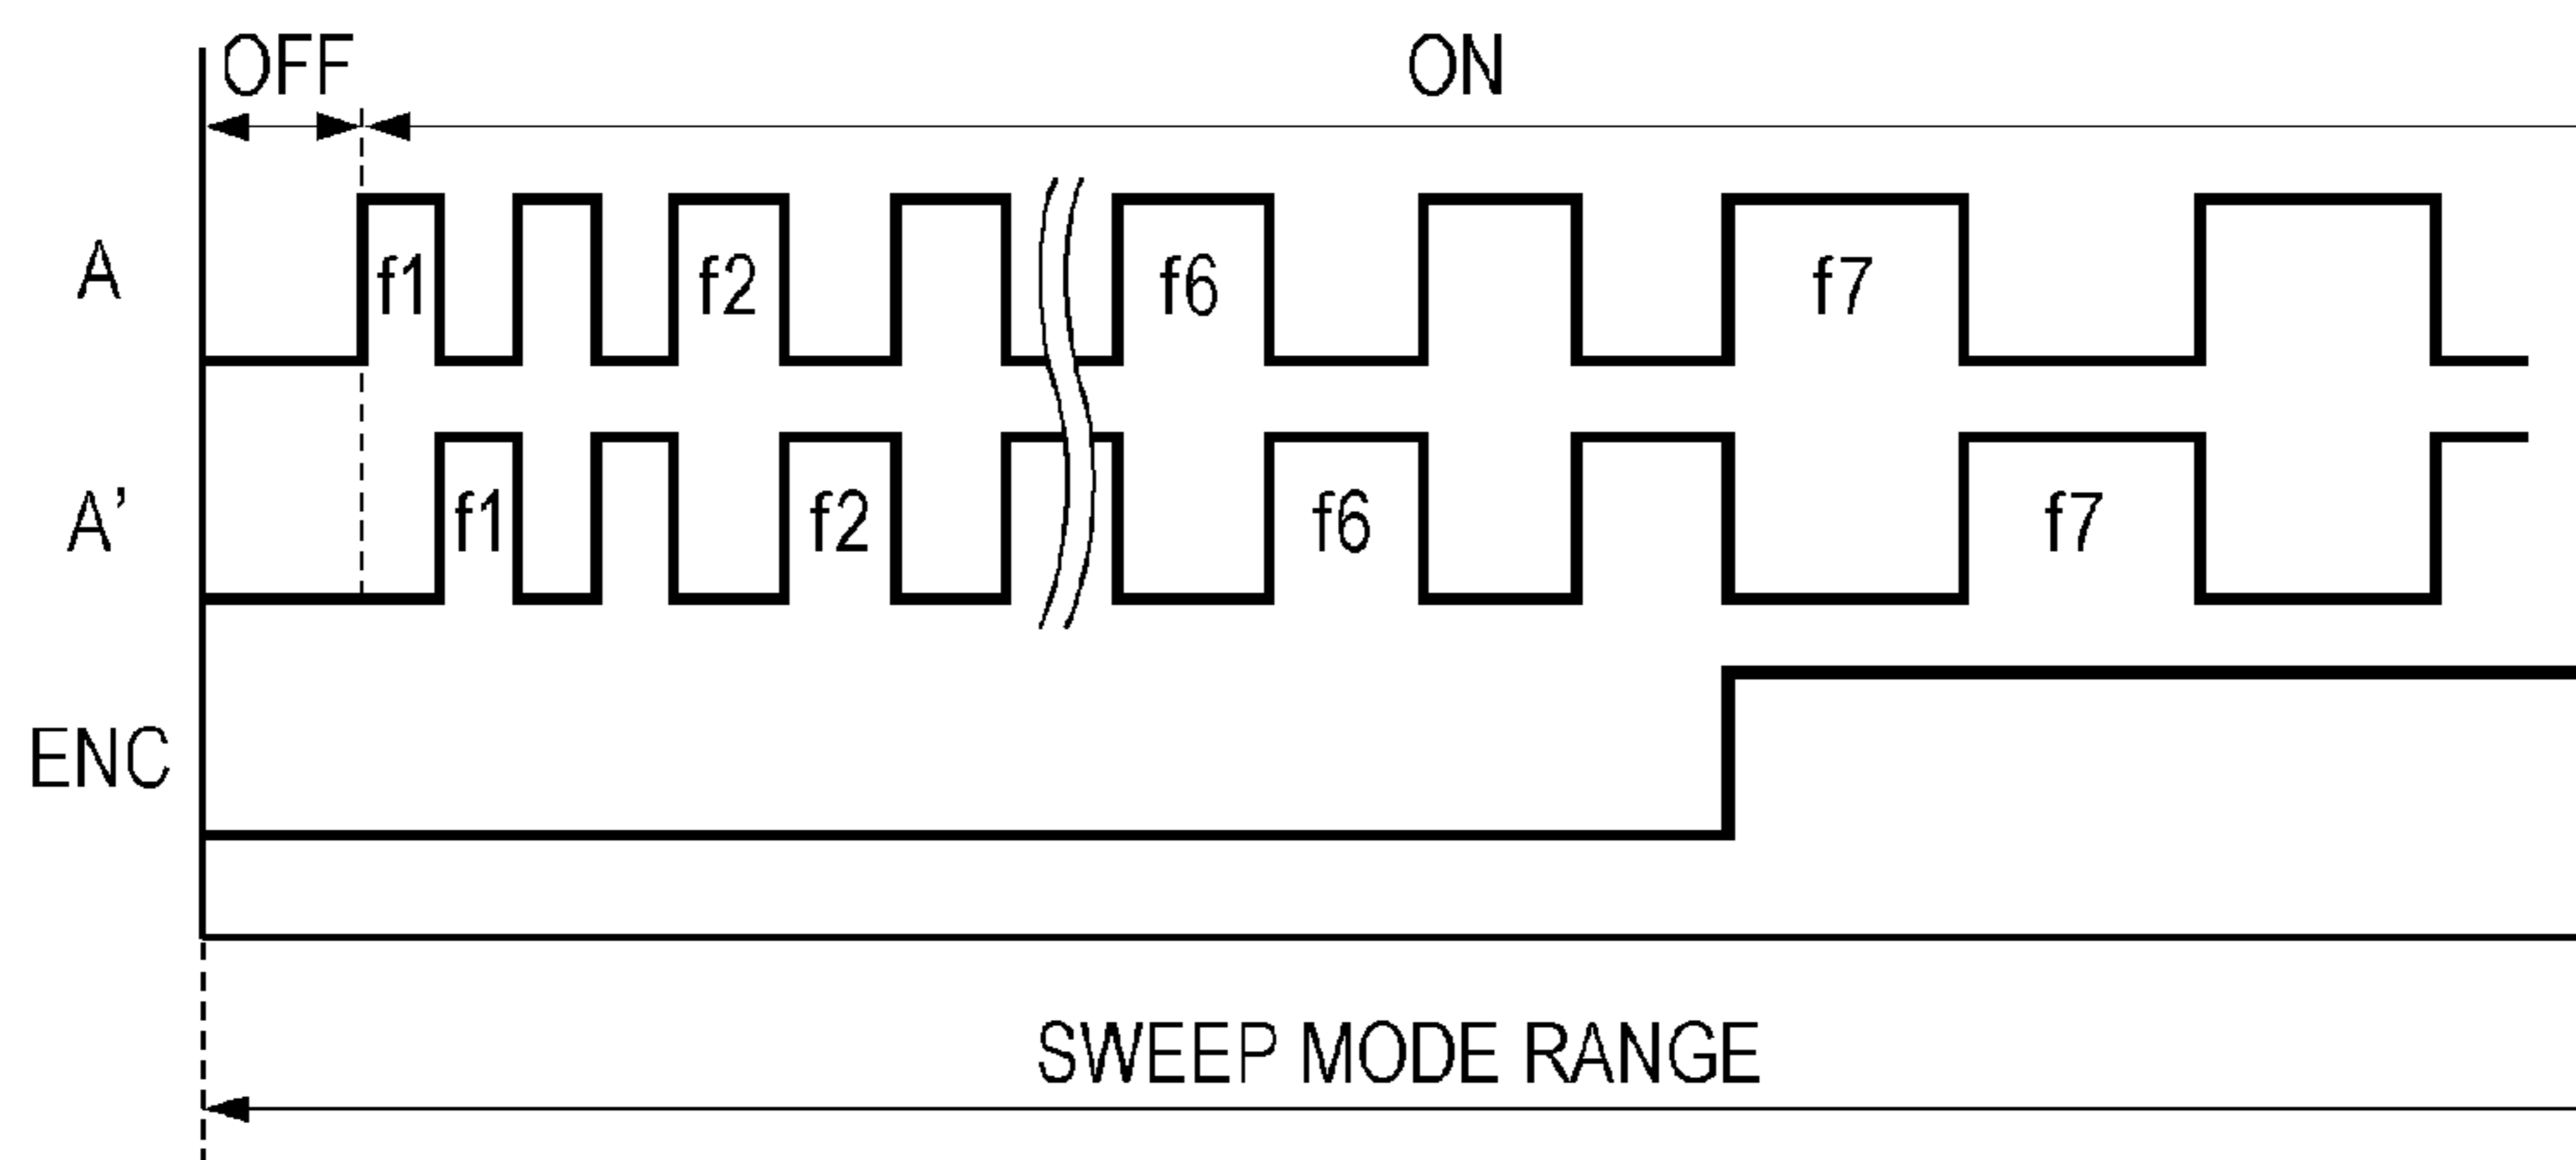 OFF ON
A f1 f2 f6 f7
A’ f1 f2 f6 f7
ENC
SWEEP MODE RANGE